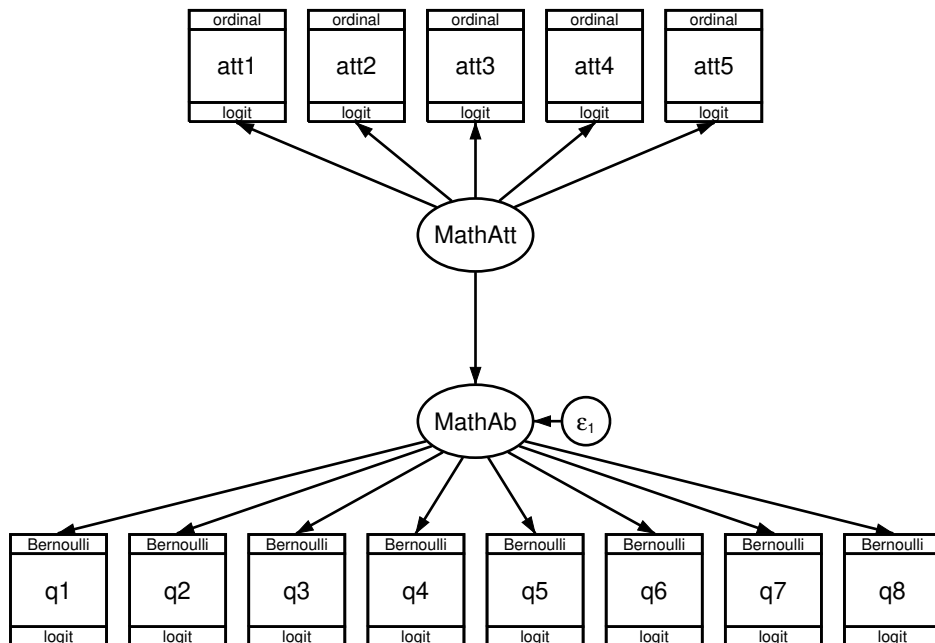 ordinal ordinal ordinal ordinal ordinal
att1 att2 att3 att4 att5
logit logit logit logit logit
MathAtt
MathAb ε1
Bernoulli Bernoulli Bernoulli Bernoulli Bernoulli Bernoulli Bernoulli Bernoulli
q1 q2 q3 q4 q5 q6 q7 q8
logit logit logit logit logit logit logit logit